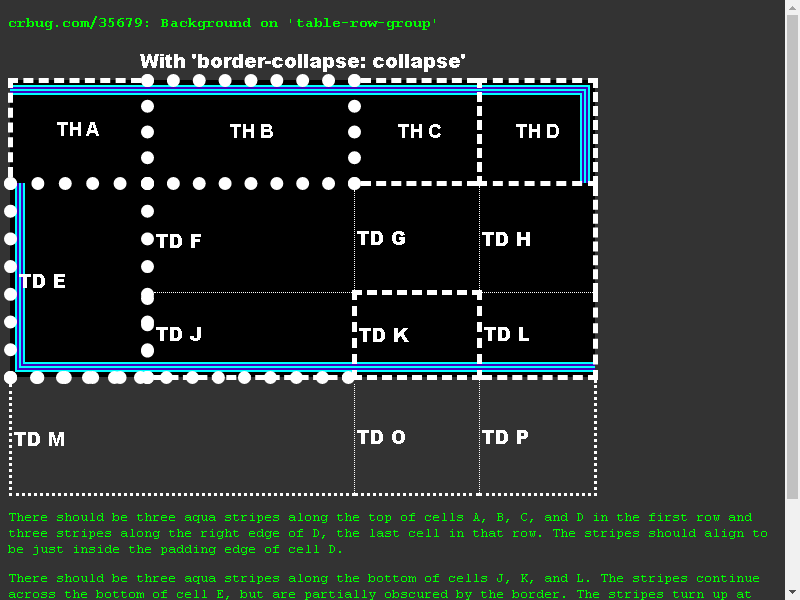 crbug.com/35679: Background on 'table-row-group'
With 'border-collapse: collapse'
TH A TH B TH C TH D
TD F TD G TD H
TD E
TD J TD K TD L
TD M TD O TD P
There should be three aqua stripes along the top of cells A, B, C, and D in the first row and
three stripes along the right edge of D, the last cell in that row. The stripes should align to
be just inside the padding edge of cell D.
There should be three aqua stripes along the bottom of cells J, K, and L. The stripes continue
across the bottom of cell E, but are partially obscured by the border. The stripes turn up at